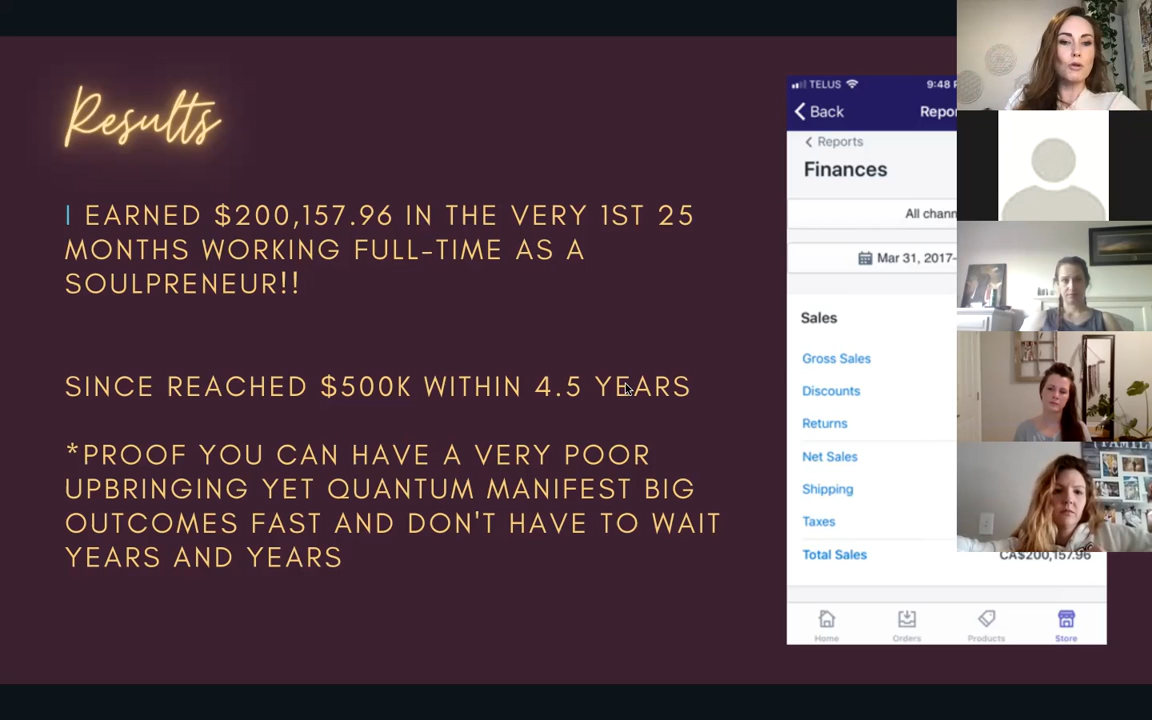 Results
I EARNED $200,157.96 IN THE VERY 1ST 25
MONTHS WORKING FULL-TIME AS A
SOULPRENEUR!!
SINCE REACHED $500K WITHIN 4.5 YEARS
*PROOF YOU CAN HAVE A VERY POOR
UPBRINGING YET QUANTUM MANIFEST BIG
OUTCOMES FAST AND DON'T HAVE TO WAIT
YEARS AND YEARS
TELUS 9:48
Back
Reports
Finances
Mar 31, 2017-
Sales
Gross Sales
Discounts
Returns
Net Sales
Shipping
Taxes
Total Sales CA$200,157.96
Home Orders Products Store